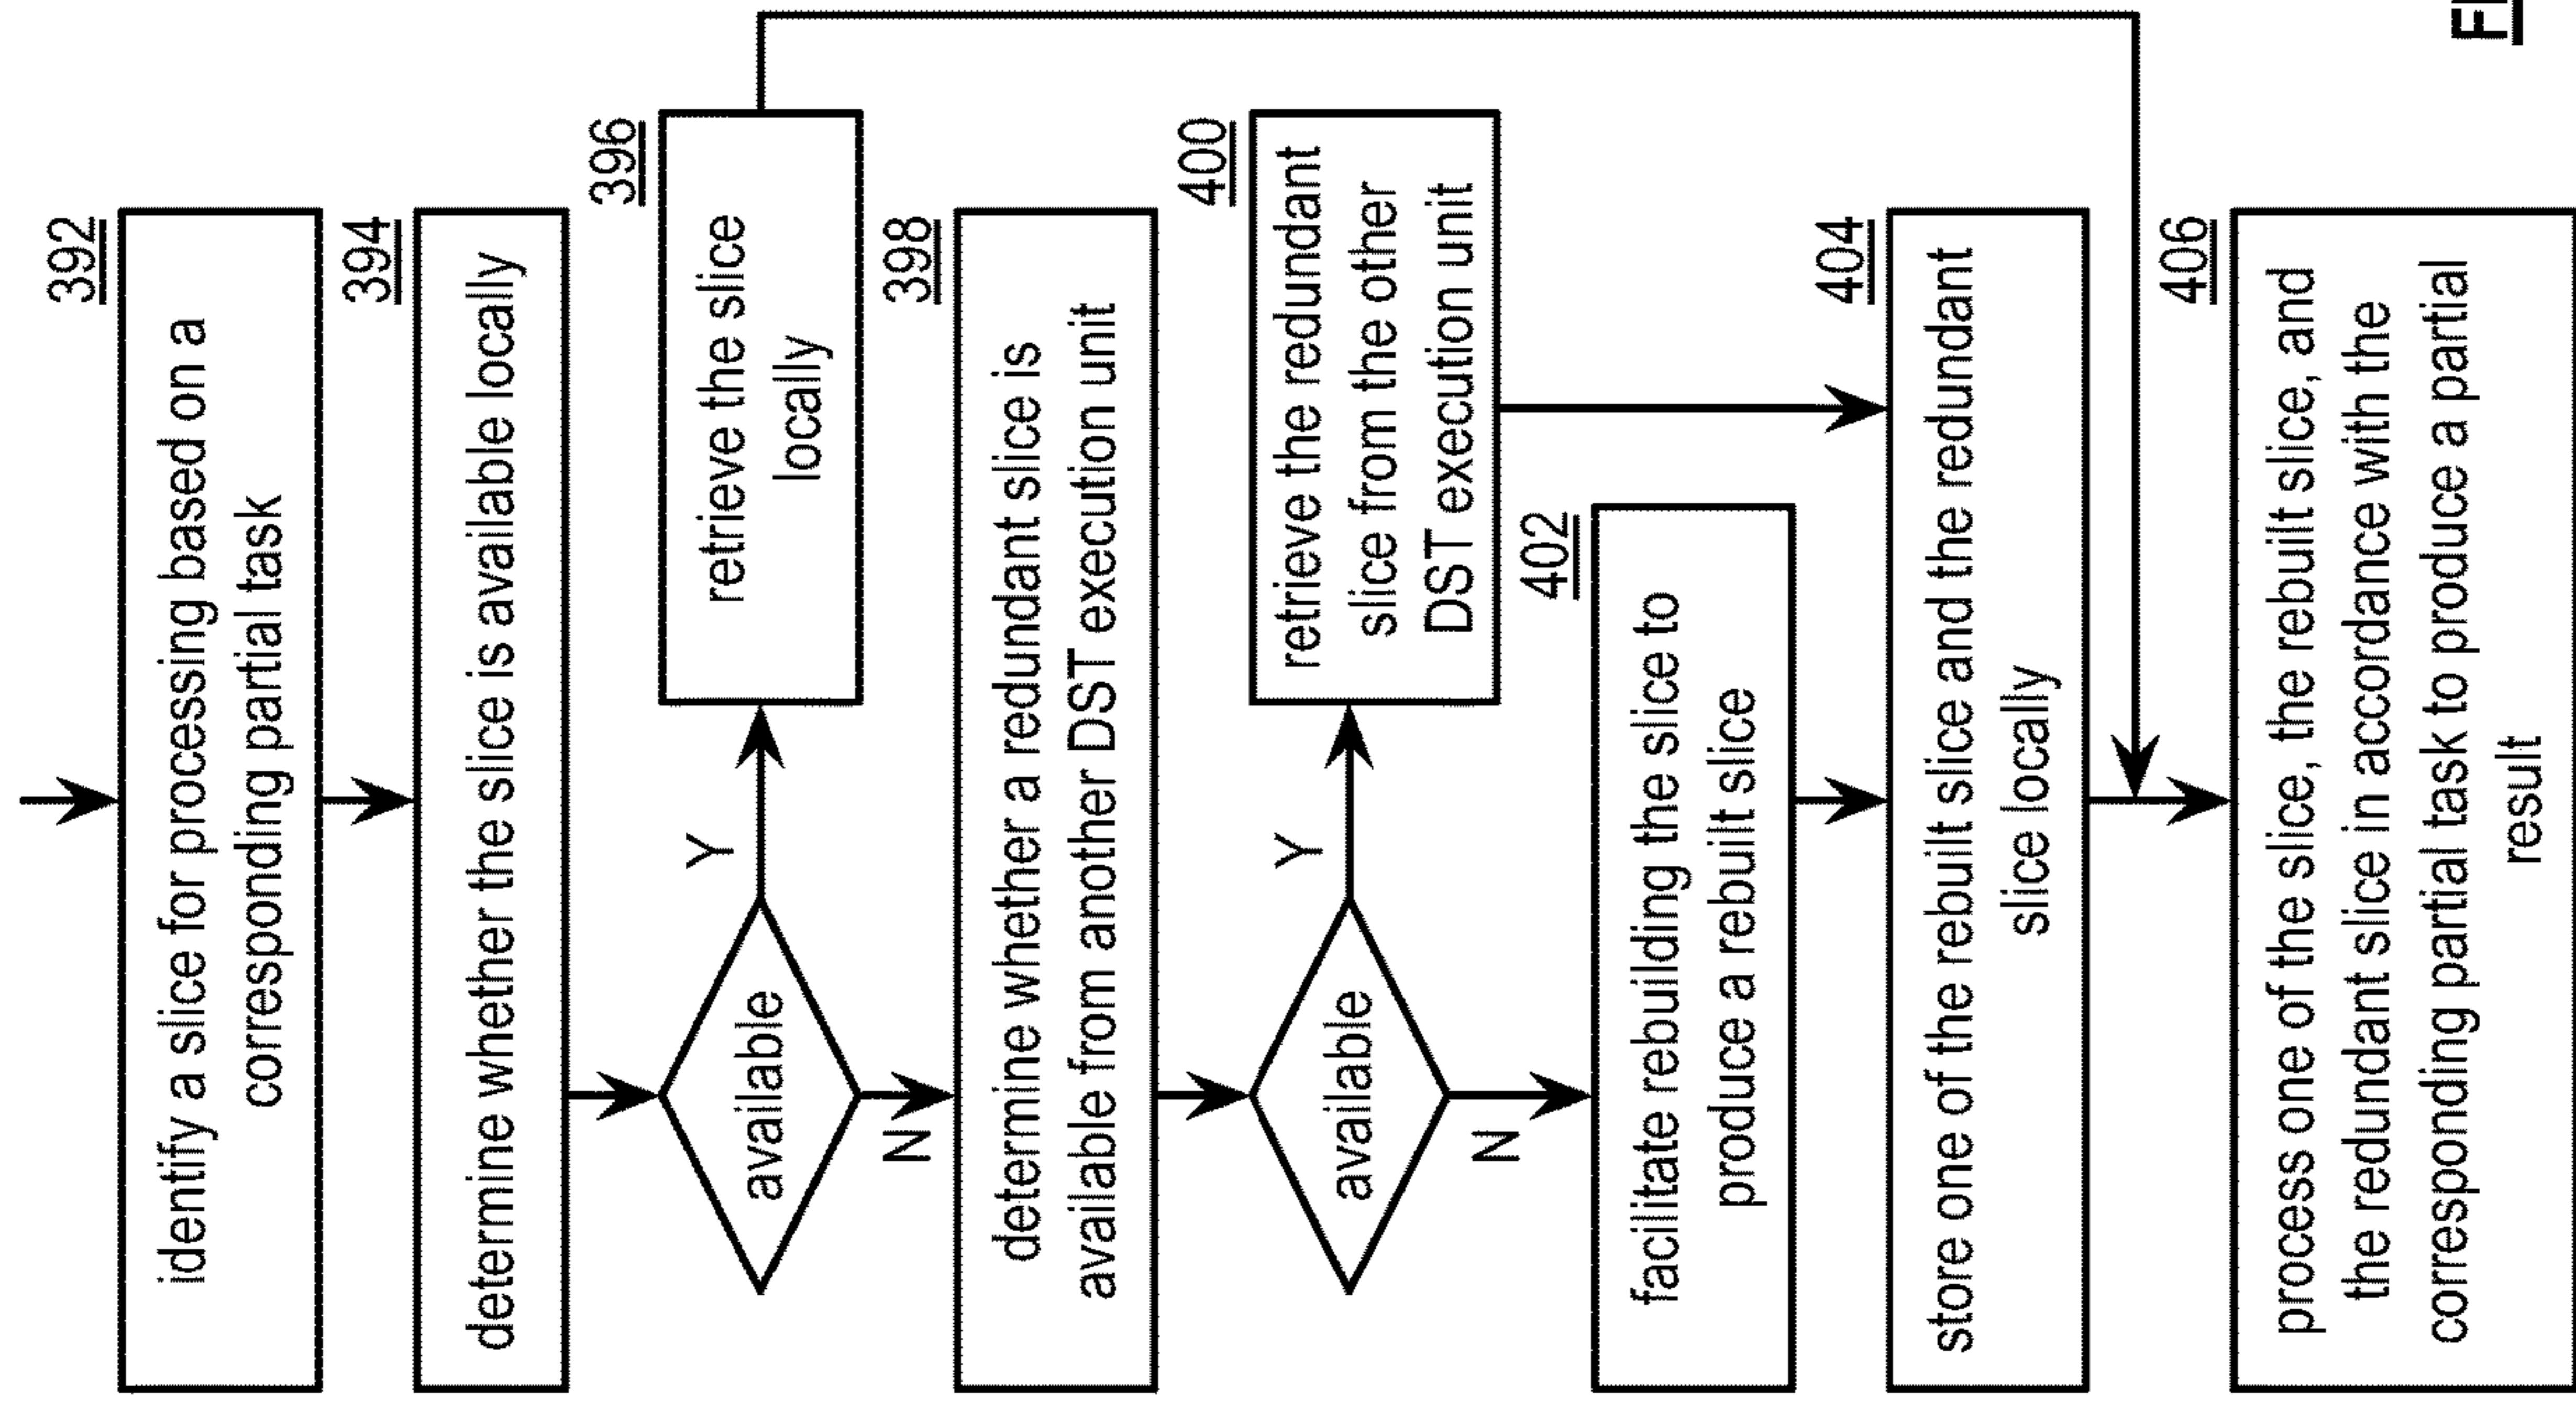 392
identify a slice for processing based on a
corresponding partial task
394
determine whether the slice is available locally
available
Y
396
retrieve the slice
locally
N
398
determine whether a redundant slice is
available from another DST execution unit
available
Y
400
retrieve the redundant
slice from the other
DST execution unit
N
402
facilitate rebuilding the slice to
produce a rebuilt slice
404
store one of the rebuilt slice and the redundant
slice locally
406
process one of the slice, the rebuilt slice, and
the redundant slice in accordance with the
corresponding partial task to produce a partial
result